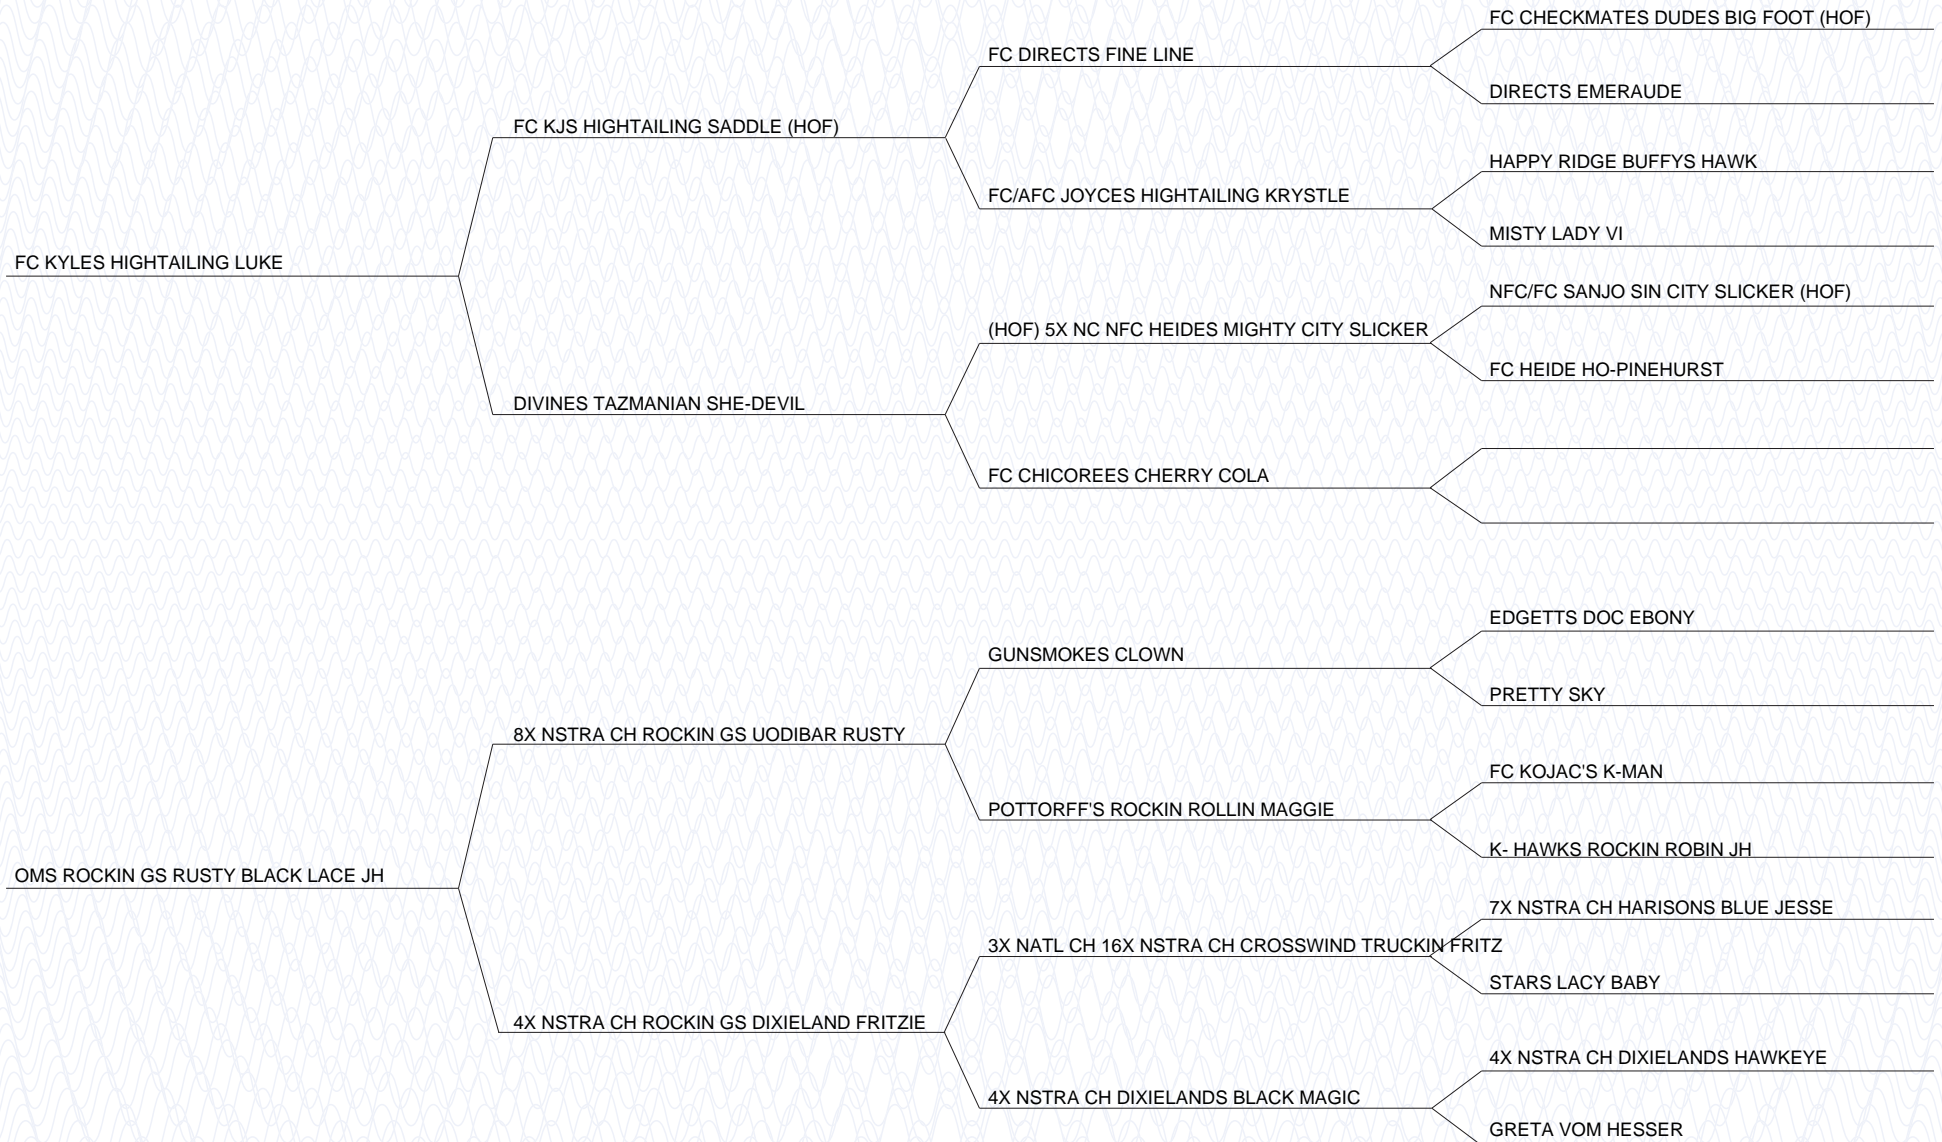 FC CHECKMATES DUDES BIG FOOT (HOF)
FC DIRECTS FINE LINE
DIRECTS EMERAUDE
FC KJS HIGHTAILING SADDLE (HOF)
HAPPY RIDGE BUFFYS HAWK
FC/AFC JOYCES HIGHTAILING KRYSTLE
MISTY LADY VI
FC KYLES HIGHTAILING LUKE
NFC/FC SANJO SIN CITY SLICKER (HOF)
(HOF) 5X NC NFC HEIDES MIGHTY CITY SLICKER
FC HEIDE HO-PINEHURST
DIVINES TAZMANIAN SHE-DEVIL
FC CHICOREES CHERRY COLA
EDGETTS DOC EBONY
GUNSMOKES CLOWN
PRETTY SKY
8X NSTRA CH ROCKIN GS UODIBAR RUSTY
FC KOJAC'S K-MAN
POTTORFF'S ROCKIN ROLLIN MAGGIE
K- HAWKS ROCKIN ROBIN JH
OMS ROCKIN GS RUSTY BLACK LACE JH
7X NSTRA CH HARISONS BLUE JESSE
3X NATL CH 16X NSTRA CH CROSSWIND TRUCKIN FRITZ
STARS LACY BABY
4X NSTRA CH ROCKIN GS DIXIELAND FRITZIE
4X NSTRA CH DIXIELANDS HAWKEYE
4X NSTRA CH DIXIELANDS BLACK MAGIC
GRETA VOM HESSER